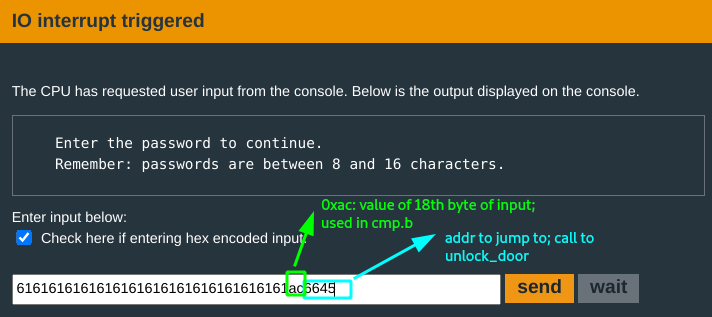 IO interrupt triggered
The CPU has requested user input from the console. Below is the output displayed on the console.
Enter the password to continue.
Remember: passwords are between 8 and 16 characters.
0xac: value of 18th byte of input;
used in cmp.b
Enter input below:
Check here if entering hex encoded input.
addr to jump to; call to
unlock_door
6161616161616161616161616161616161ac6645
send wait